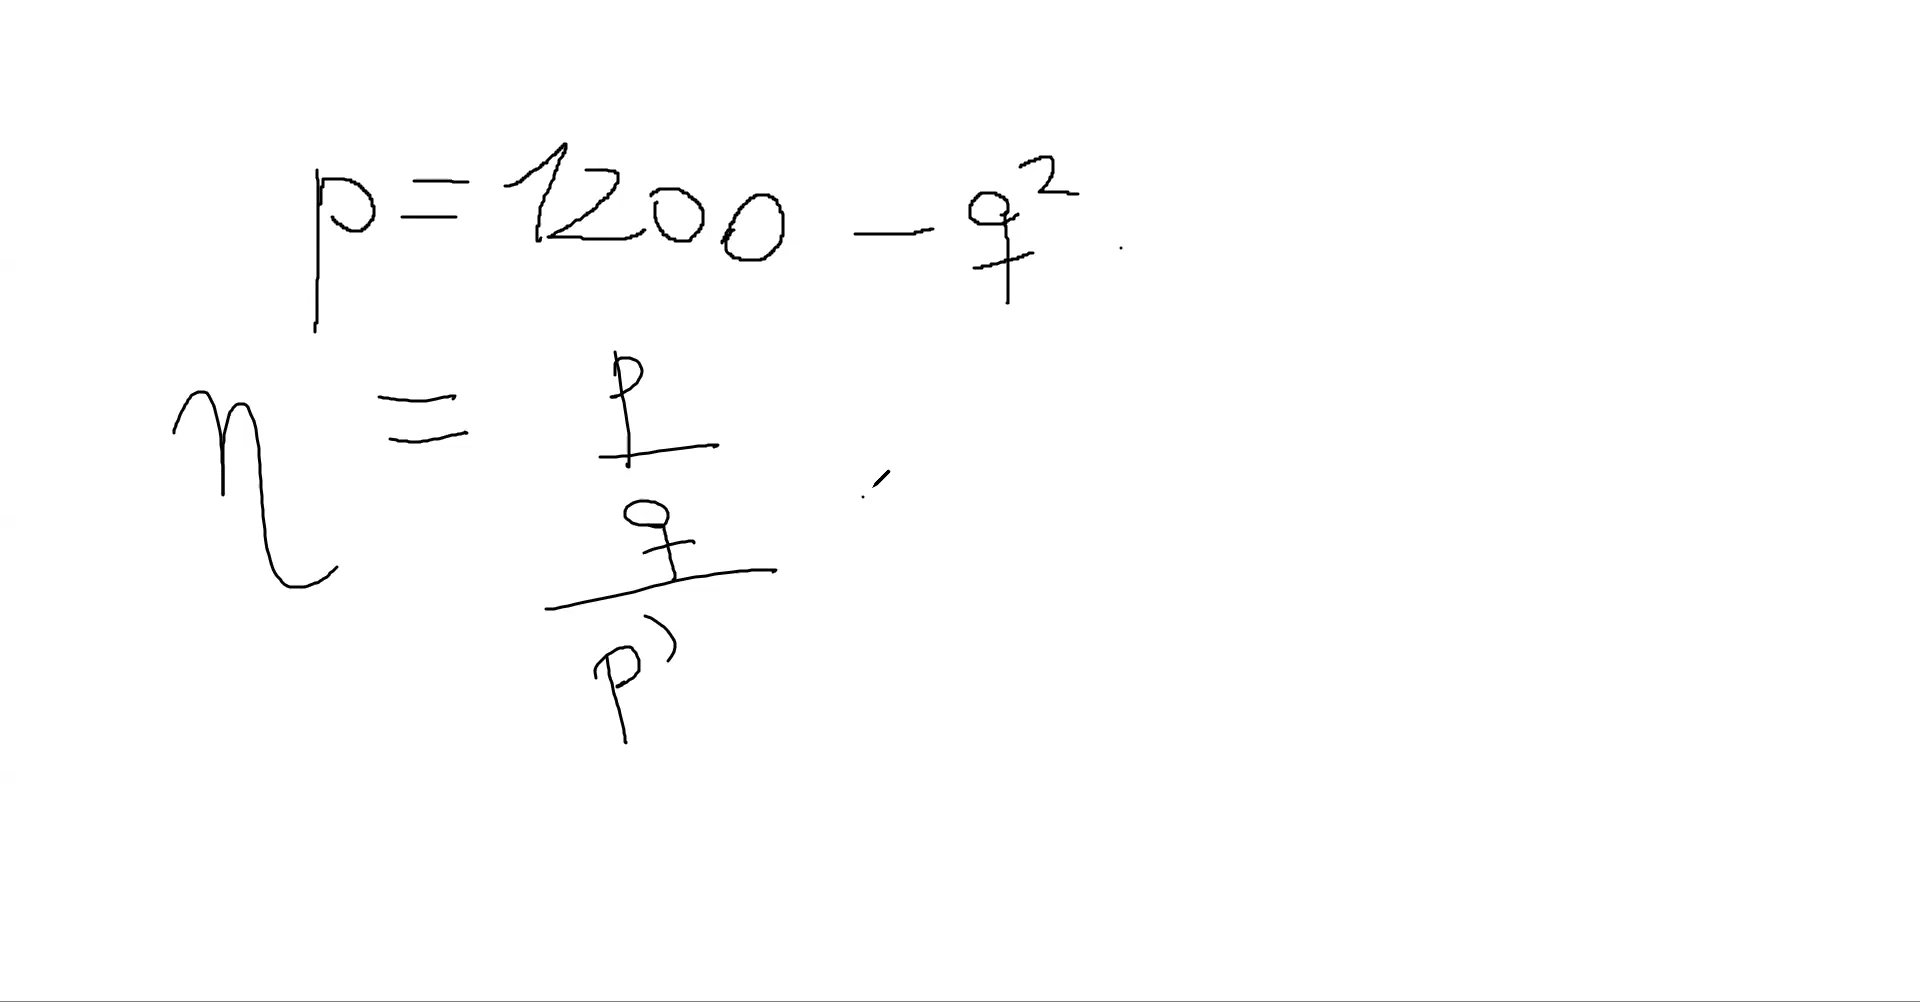 p = 1200 - q²
η = p/q / p'